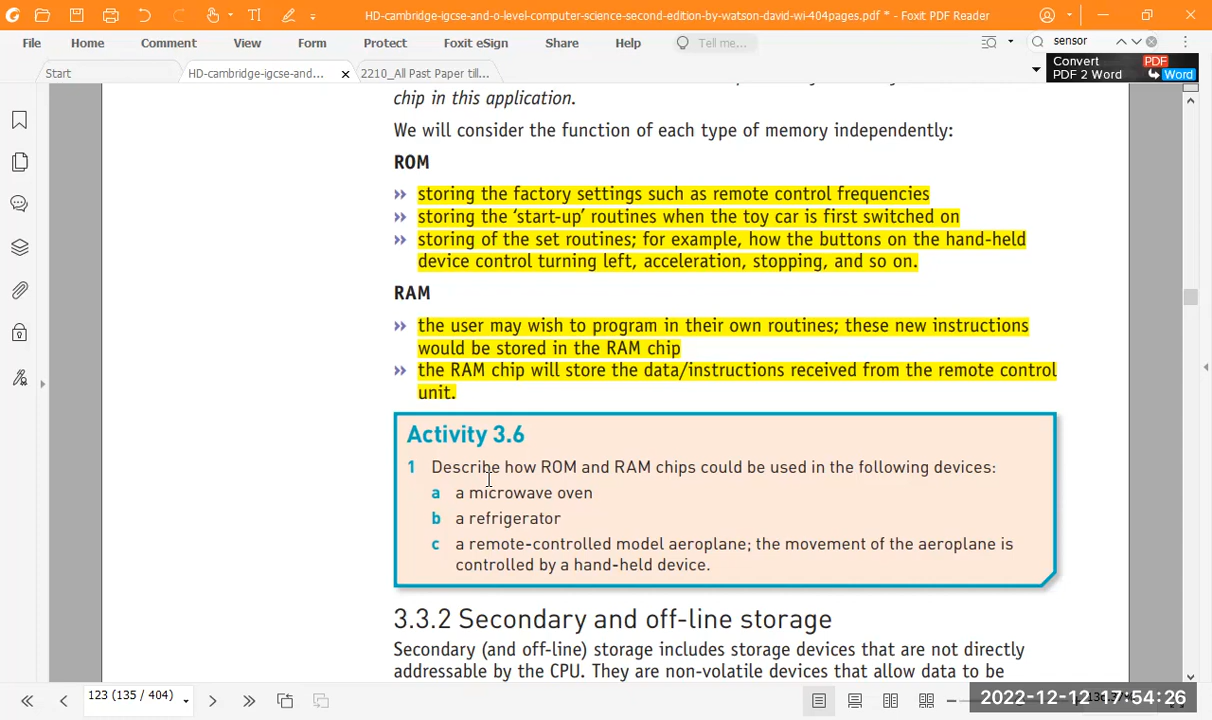 HD-cambridge-igcse-and-o-level-computer-science-second-edition-by-watson-david-wi-404pages.pdf * - Foxit PDF Reader
File Home Comment View Form Protect Foxit eSign Share Help Tell me... sensor
Start HD-cambridge-igcse-and... 2210_All Past Paper till...
Convert PDF
PDF 2 Word Word
chip in this application.
We will consider the function of each type of memory independently:
ROM
›› storing the factory settings such as remote control frequencies
›› storing the ‘start-up’ routines when the toy car is first switched on
›› storing of the set routines; for example, how the buttons on the hand-held
device control turning left, acceleration, stopping, and so on.
RAM
›› the user may wish to program in their own routines; these new instructions
would be stored in the RAM chip
›› the RAM chip will store the data/instructions received from the remote control
unit.
Activity 3.6
1 Describe how ROM and RAM chips could be used in the following devices:
a a microwave oven
b a refrigerator
c a remote-controlled model aeroplane; the movement of the aeroplane is
controlled by a hand-held device.
3.3.2 Secondary and off-line storage
Secondary (and off-line) storage includes storage devices that are not directly
addressable by the CPU. They are non-volatile devices that allow data to be
123 (135 / 404)
2022-12-12 17:54:26